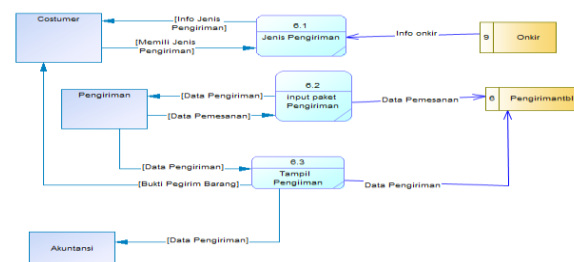 Costumer
[Info Jenis
Pengiriman]
6.1
Jenis Pengiriman
Info onkir
9 Onkir
[Memili Jenis
Pengiriman]
Pengiriman
[Data Pengiriman]
6.2
input paket
Pengiriman
Data Pemesanan
6 Pengirimantbl
[Data Pemesanan]
[Data Pengiriman]
6.3
Tampil
Pengiiman
Data Pengiriman
[Bukti Pegirim Barang]
Akuntansi
[Data Pengiriman]